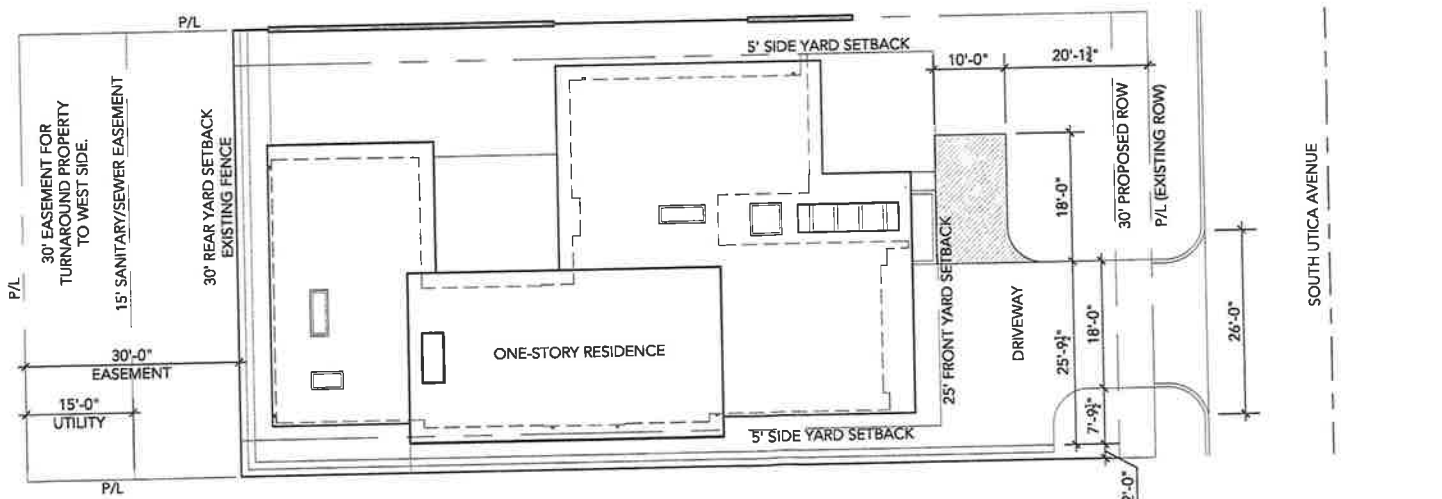 P/L
5' SIDE YARD SETBACK
10'-0"
20'-1¾"
30' EASEMENT FOR
TURNAROUND PROPERTY
TO WEST SIDE.
15' SANITARY/SEWER EASEMENT
30' REAR YARD SETBACK
EXISTING FENCE
18'-0"
30' PROPOSED ROW
P/L (EXISTING ROW)
SOUTH UTICA AVENUE
P/L
25' FRONT YARD SETBACK
DRIVEWAY
25'-9½"
18'-0"
26'-0"
30'-0"
EASEMENT
ONE-STORY RESIDENCE
15'-0"
UTILITY
7'-9½"
5' SIDE YARD SETBACK
P/L
2'-0"